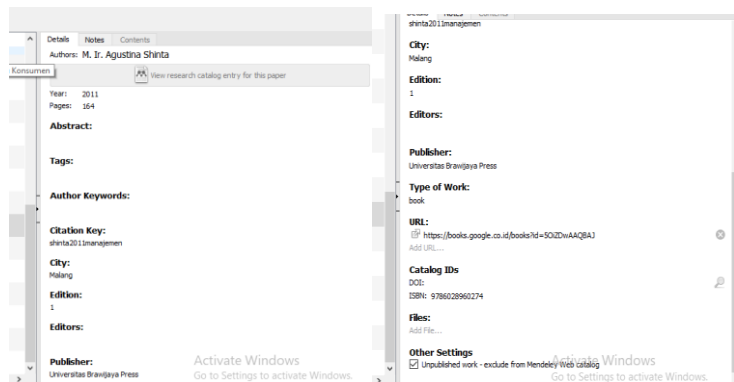 Details Notes Contents
Authors: M. Ir. Agustina Shinta
Konsumen
View research catalog entry for this paper
Year: 2011
Pages: 164
Abstract:
Tags:
Author Keywords:
Citation Key:
shinta2011manajemen
City:
Malang
Edition:
1
Editors:
Publisher:
Universitas Brawijaya Press
Activate Windows
Go to Settings to activate Windows.
Details Notes Contents
shinta2011manajemen
City:
Malang
Edition:
1
Editors:
Publisher:
Universitas Brawijaya Press
Type of Work:
book
URL:
https://books.google.co.id/books?id=5OiZDwAAQBAJ
Add URL...
Catalog IDs
DOI:
ISBN: 9786028960274
Files:
Add File...
Other Settings
Unpublished work - exclude from Mendeley Web catalog
Activate Windows
Go to Settings to activate Windows.